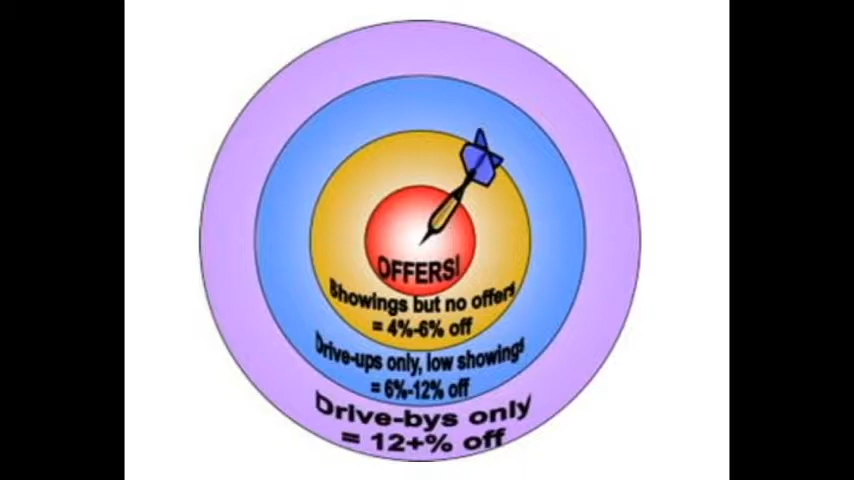 OFFERS!
Showings but no offers
= 4%-6% off
Drive-ups only, low showings
= 6%-12% off
Drive-bys only
= 12+% off